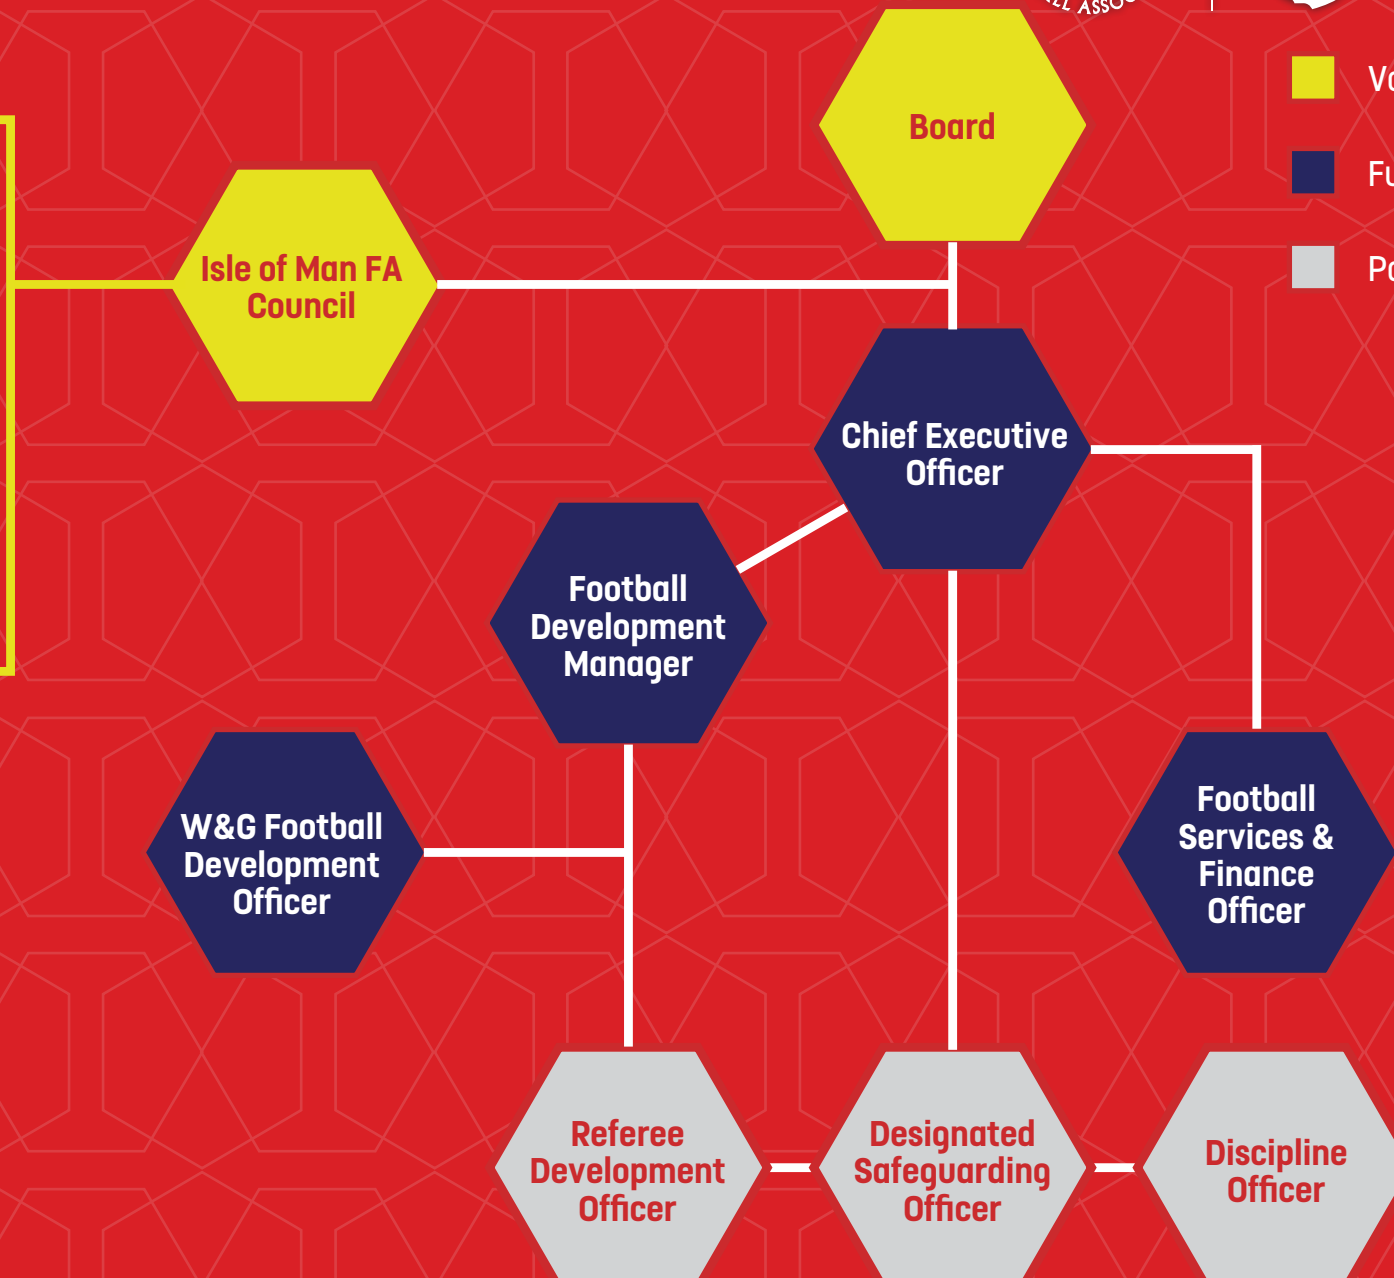 Board
Isle of Man FA
Council
Chief Executive
Officer
Football
Development
Manager
W&G Football
Development
Officer
Football
Services &
Finance
Officer
Referee
Development
Officer
Designated
Safeguarding
Officer
Discipline
Officer